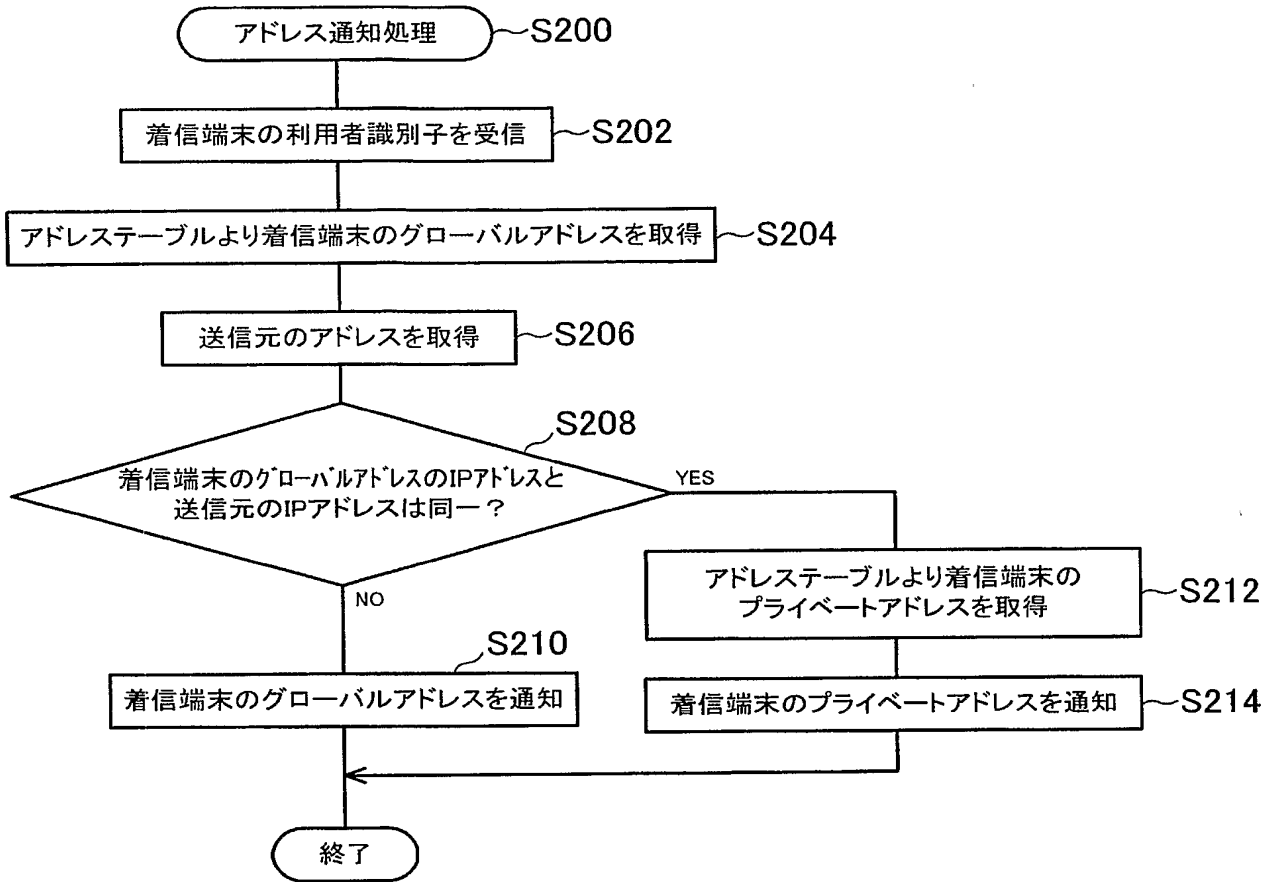 アドレス通知処理
S200
着信端末の利用者識別子を受信
S202
アドレステーブルより着信端末のグローバルアドレスを取得
S204
送信元のアドレスを取得
S206
S208
着信端末のグローバルアドレスのIPアドレスと
送信元のIPアドレスは同一?
YES
NO
アドレステーブルより着信端末の
プライベートアドレスを取得
S212
S210
着信端末のグローバルアドレスを通知
着信端末のプライベートアドレスを通知
S214
終了